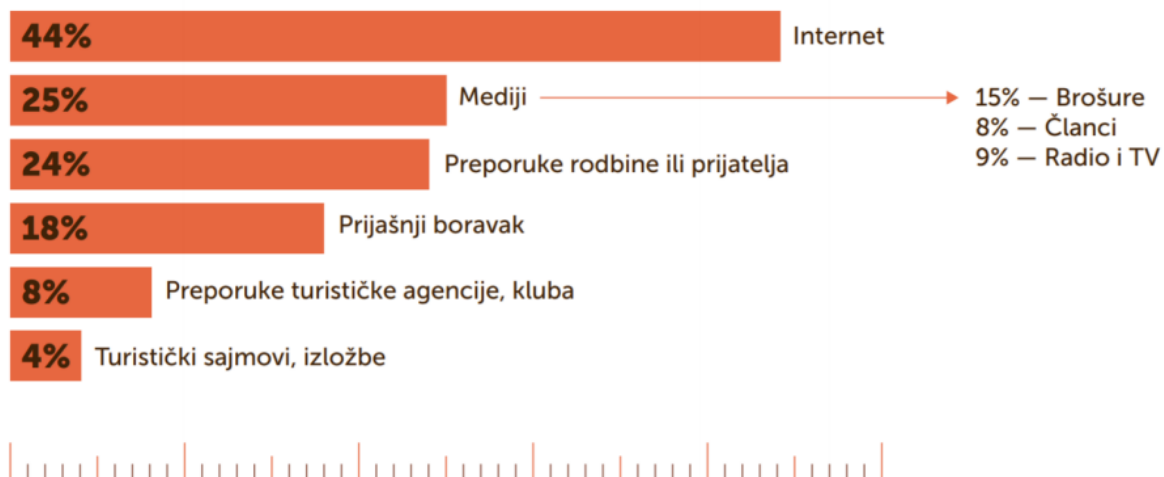 44% Internet
25% Mediji
15% — Brošure
8% — Članci
9% — Radio i TV
24% Preporuke rodbine ili prijatelja
18% Prijašnji boravak
8% Preporuke turističke agencije, kluba
4% Turistički sajmovi, izložbe